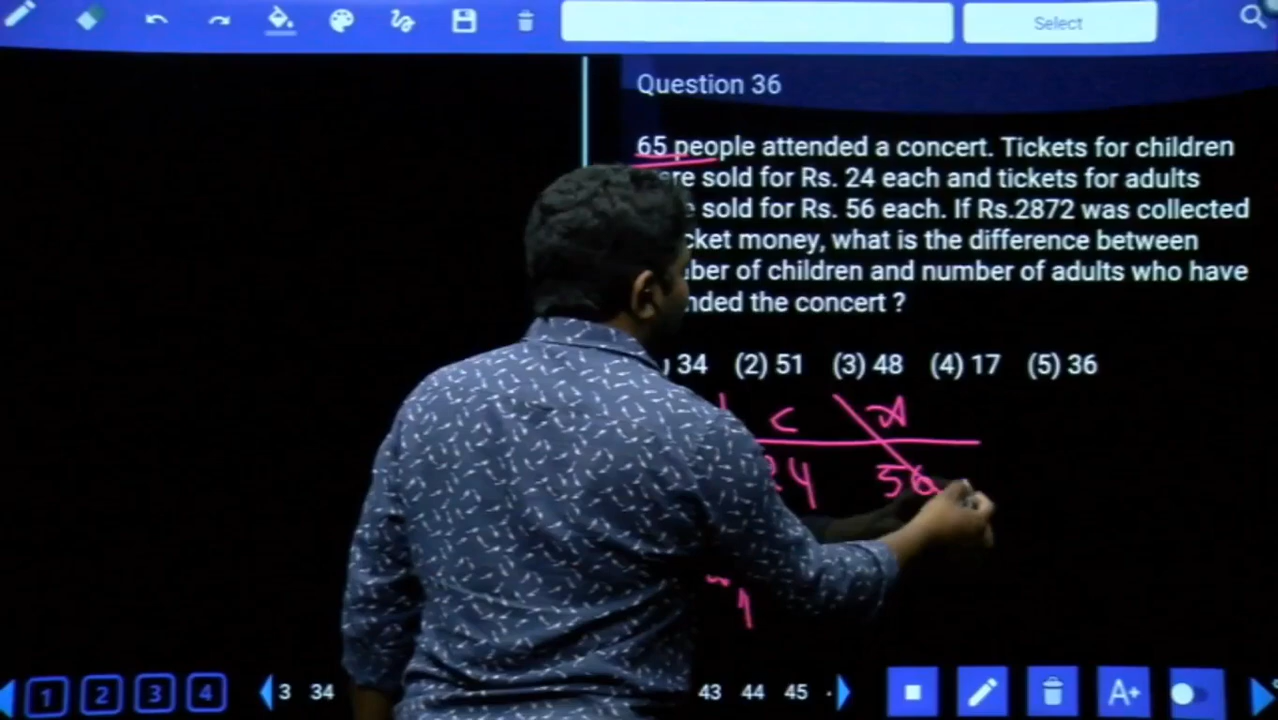 Select
Question 36
65 people attended a concert. Tickets for children
sold for Rs. 24 each and tickets for adults
sold for Rs. 56 each. If Rs.2872 was collected
money, what is the difference between
of children and number of adults who have
the concert ?
34 (2) 51 (3) 48 (4) 17 (5) 36
C A
24 56
1 2 3 4 3 34 43 44 45 A+